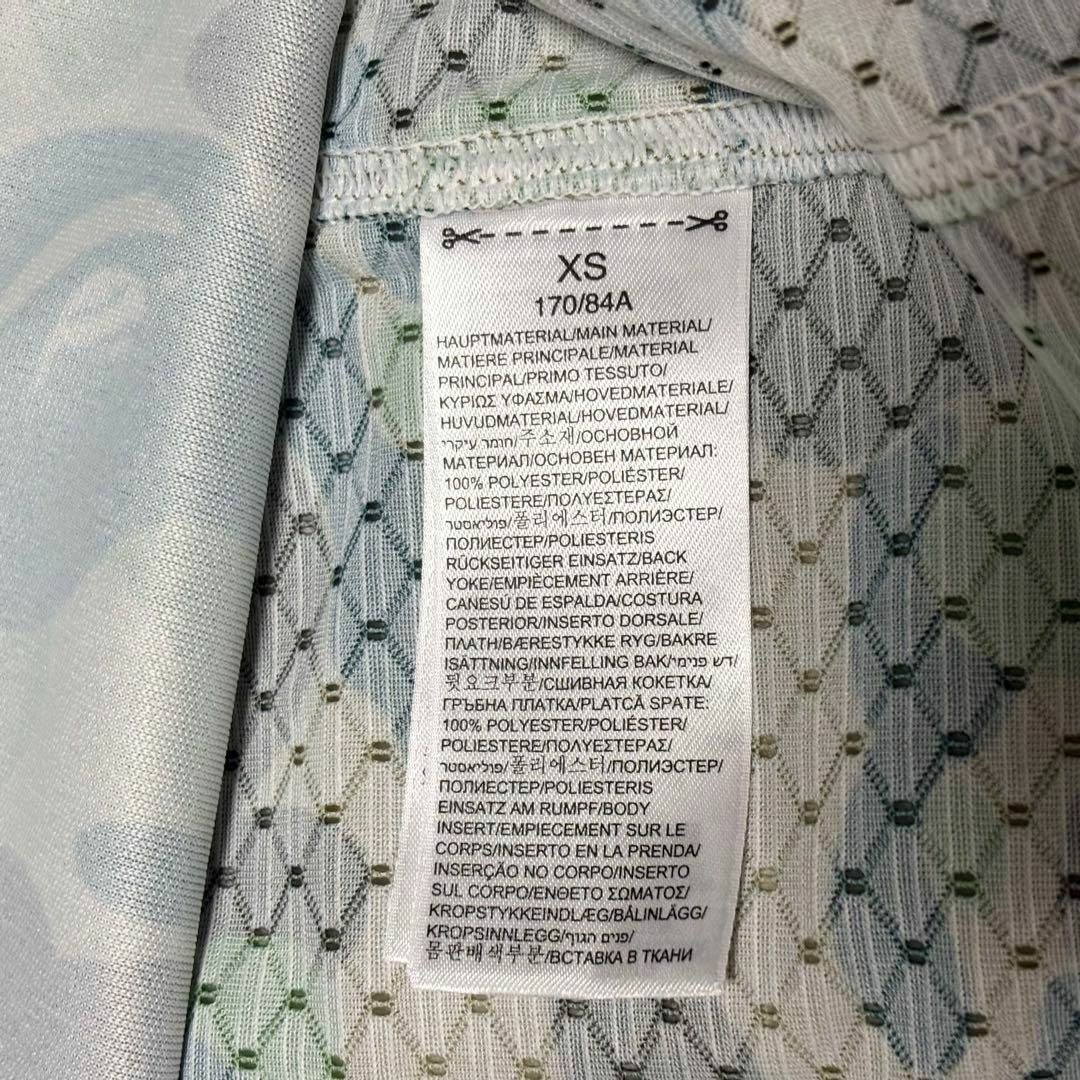 XS
170/84A
HAUPTMATERIAL/MAIN MATERIAL/
MATIERE PRINCIPALE/MATERIAL
PRINCIPAL/PRIMO TESSUTO/
ΚΥΡΙΩΣ ΥΦΑΣΜΑ/HOVEDMATERIALE/
HUVUDMATERIAL/HOVEDMATERIAL/
חומר עיקרי/주소재/ОСНОВНОЙ
МАТЕРИАЛ/ОСНОВЕН МАТЕРИАЛ:
100% POLYESTER/POLIÉSTER/
POLIESTERE/ΠΟΛΥΕΣΤΕΡΑΣ/
פוליאסטר/폴리에스터/ПОЛИЭСТЕР/
ПОЛИЕСТЕР/POLIESTERIS
RÜCKSEITIGER EINSATZ/BACK
YOKE/EMPIÈCEMENT ARRIÈRE/
CANESÚ DE ESPALDA/COSTURA
POSTERIOR/INSERTO DORSALE/
ΠΛΑΤΗ/BÆRESTYKKE RYG/BAKRE
ISÄTTNING/INNFELLING BAK/דש פנימי/
뒷요크부분/СШИВНАЯ КОКЕТКА/
ГРЪБНА ПЛАТКА/PLATCĂ SPATE:
100% POLYESTER/POLIÉSTER/
POLIESTERE/ΠΟΛΥΕΣΤΕΡΑΣ/
פוליאסטר/폴리에스터/ПОЛИЭСТЕР/
ПОЛИЕСТЕР/POLIESTERIS
EINSATZ AM RUMPF/BODY
INSERT/EMPIECEMENT SUR LE
CORPS/INSERTO EN LA PRENDA/
INSERÇÃO NO CORPO/INSERTO
SUL CORPO/ΕΝΘΕΤΟ ΣΩΜΑΤΟΣ/
KROPSTYKKEINDLÆG/BÅLINLÄGG/
KROPSINNLEGG/פנים הגוף/
몸판배색부분/ВСТАВКА В ТКАНИ